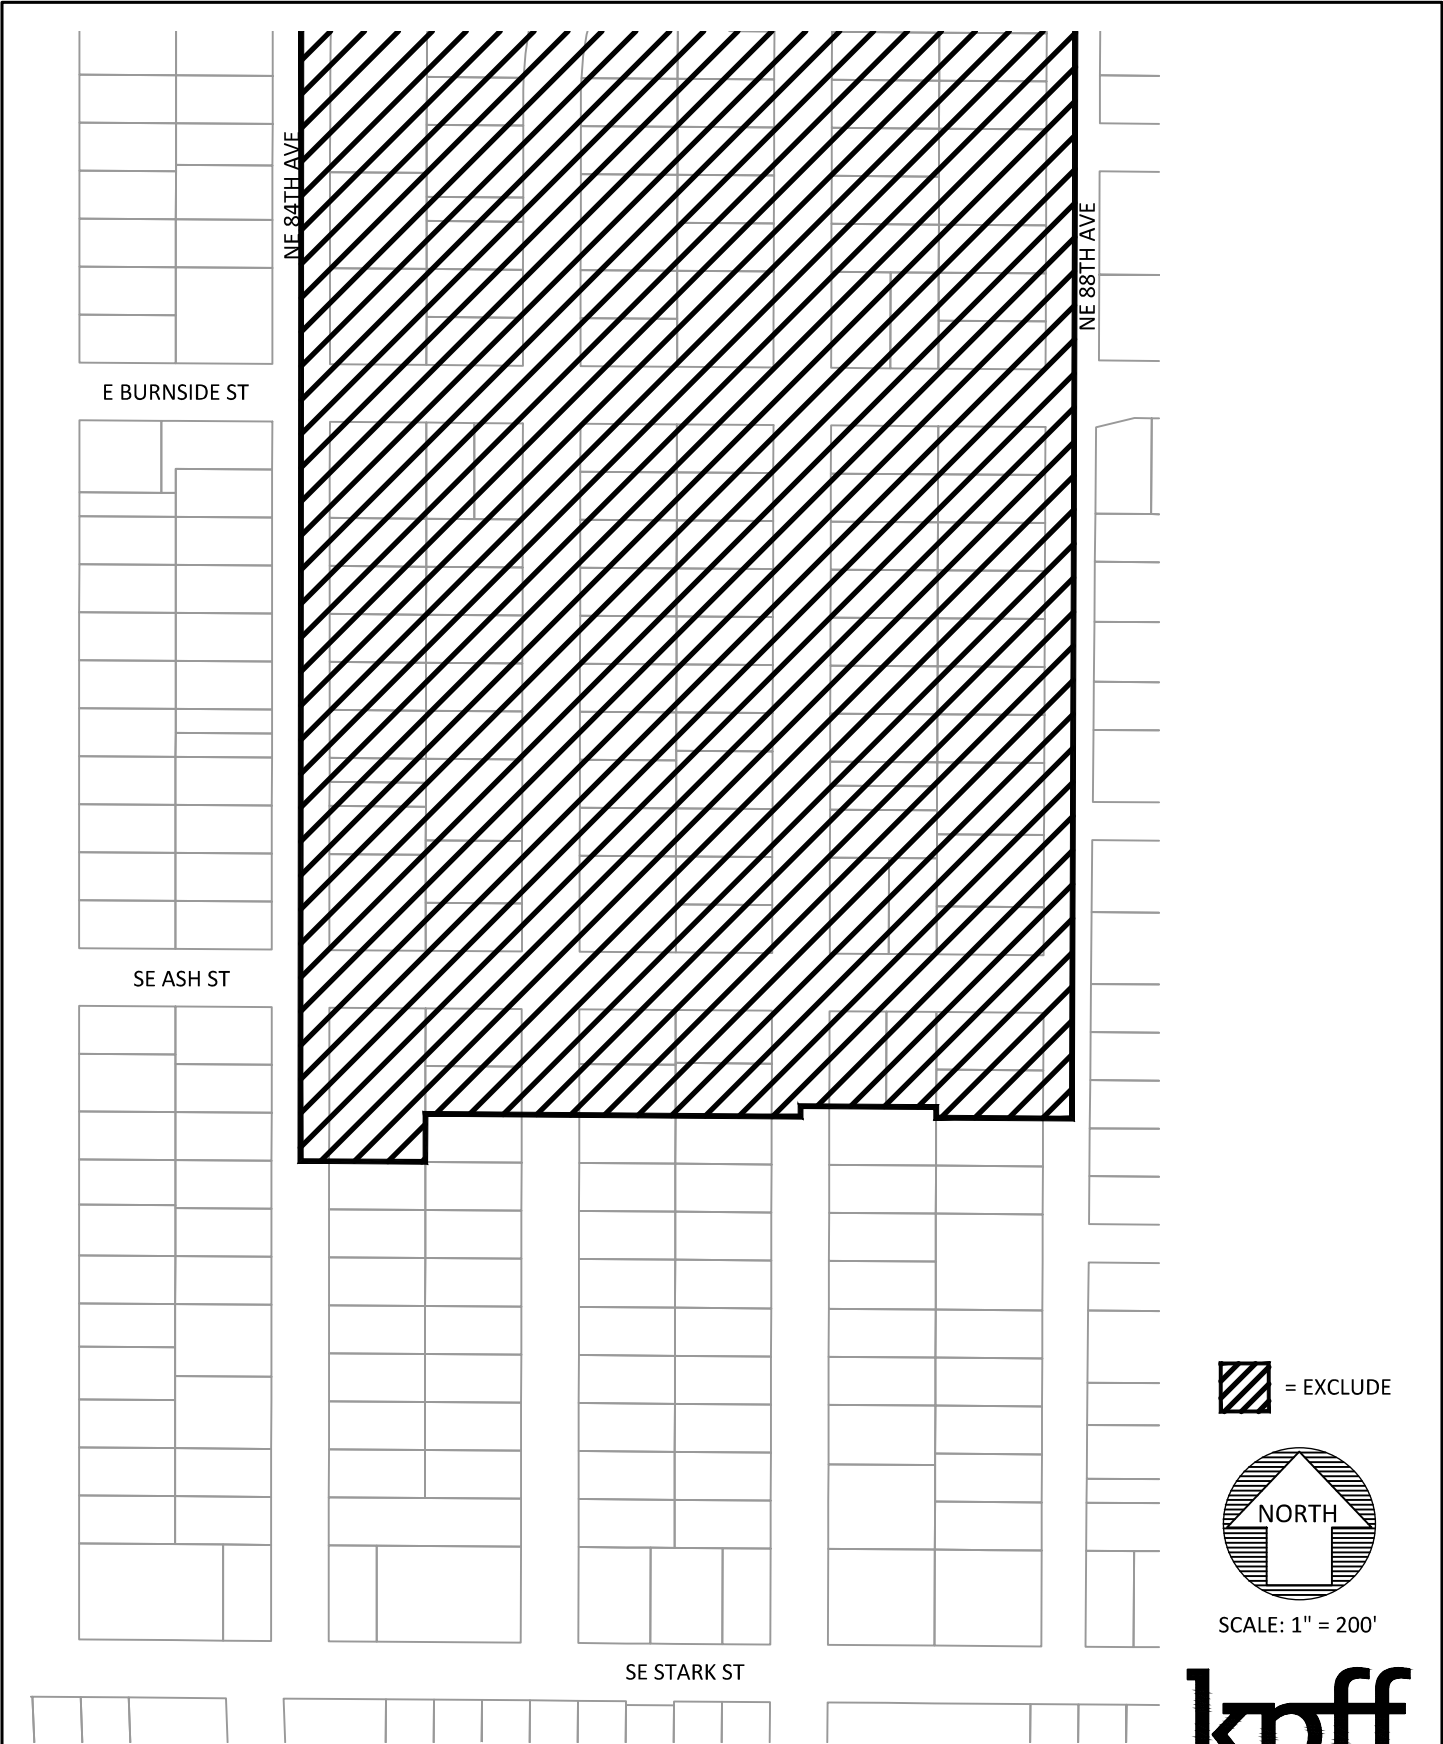 NE 84TH AVE
NE 88TH AVE
E BURNSIDE ST
SE ASH ST
= EXCLUDE
NORTH
SCALE: 1" = 200'
SE STARK ST
kpff